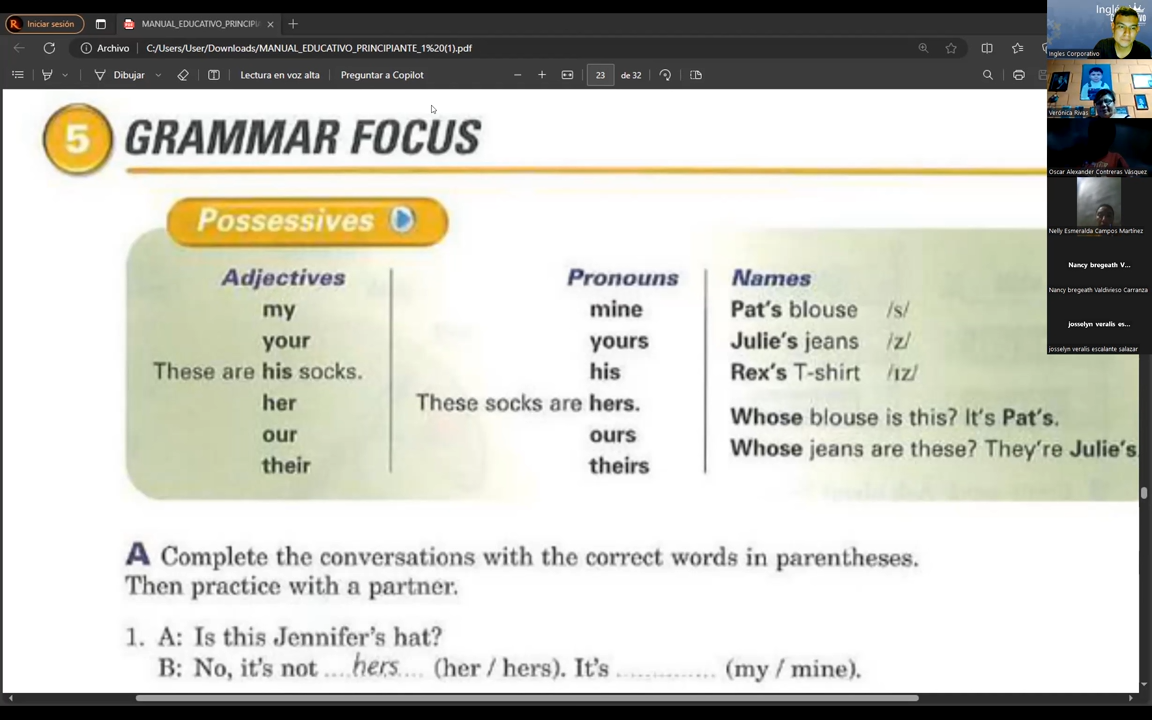 Iniciar sesión
MANUAL_EDUCATIVO_PRINCIPI
Archivo
C:/Users/User/Downloads/MANUAL_EDUCATIVO_PRINCIPIANTE_1%20(1).pdf
Dibujar
Lectura en voz alta
Preguntar a Copilot
23 de 32
5 GRAMMAR FOCUS
Possessives
Adjectives Pronouns Names
my mine Pat's blouse /s/
your yours Julie's jeans /z/
These are his socks. his Rex's T-shirt /ɪz/
her These socks are hers.
Whose blouse is this? It's Pat's.
our ours
Whose jeans are these? They're Julie's
their theirs
A Complete the conversations with the correct words in parentheses.
Then practice with a partner.
1. A: Is this Jennifer's hat?
B: No, it's not ....hers.... (her / hers). It's .............. (my / mine).
Ingles Corporativo
Verónica Rivas
Oscar Alexander Contreras Vásquez
Nelly Esmeralda Campos Martínez
Nancy bregeath V...
Nancy bregeath Valdivieso Carranza
josselyn veralis es...
josselyn veralis escalante salazar